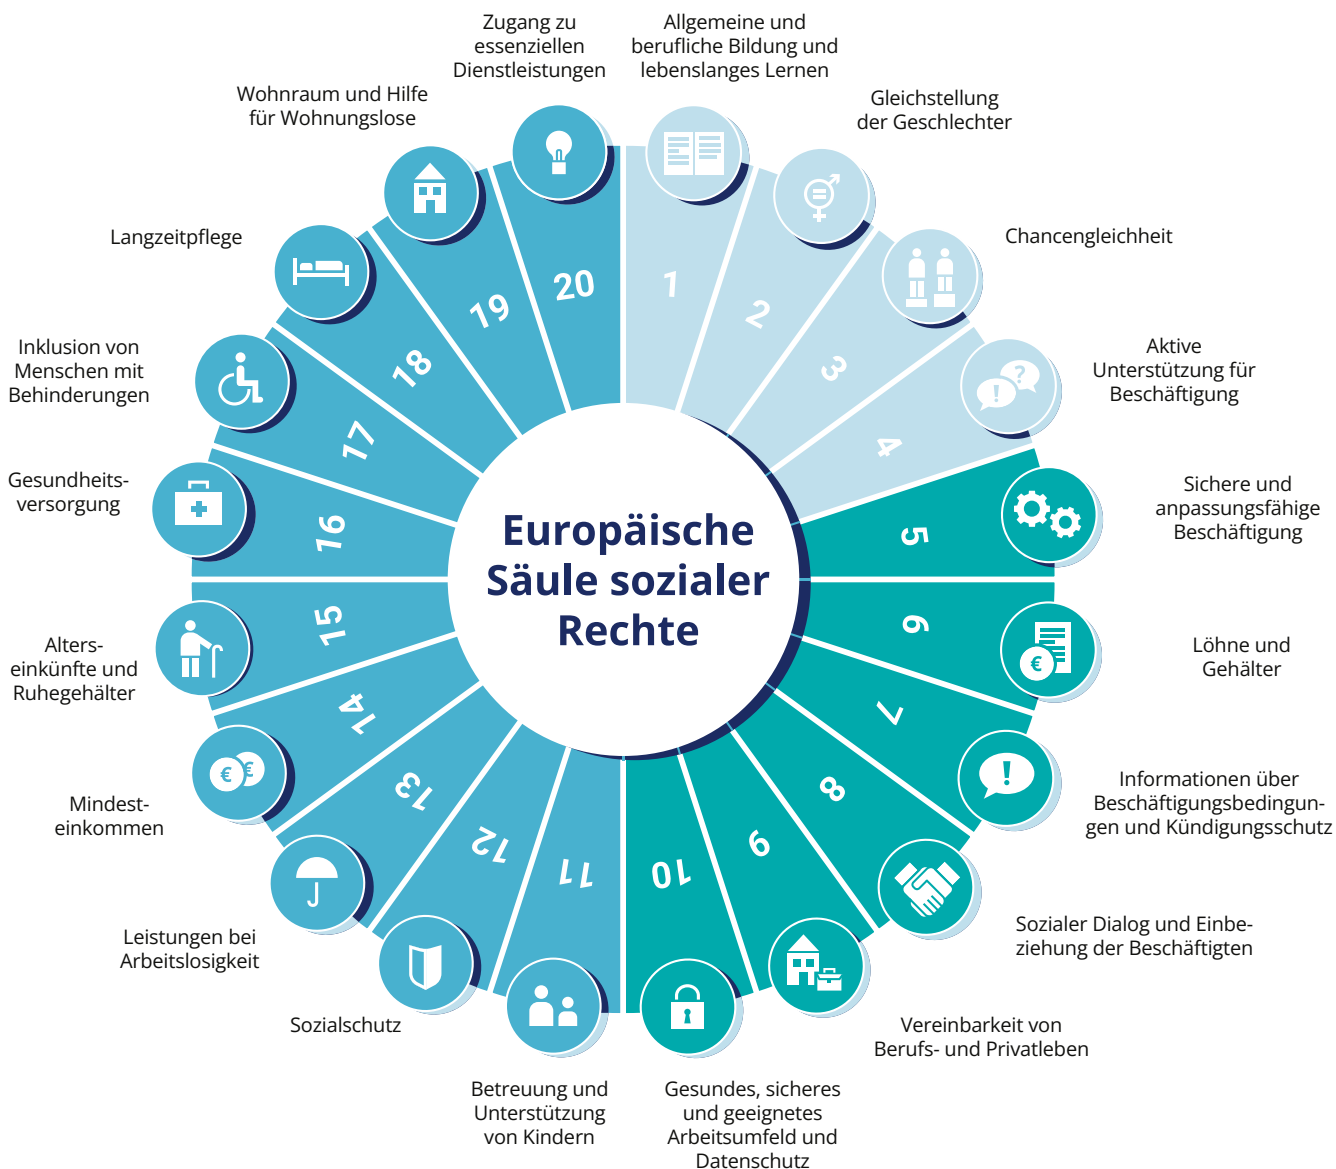 Europäische
Säule sozialer
Rechte
1
Allgemeine und
berufliche Bildung und
lebenslanges Lernen
2
Gleichstellung
der Geschlechter
3
Chancengleichheit
4
Aktive
Unterstützung für
Beschäftigung
?
!
5
Sichere und
anpassungsfähige
Beschäftigung
6
Löhne und
Gehälter
€
7
Informationen über
Beschäftigungsbedingun-
gen und Kündigungsschutz
!
8
Sozialer Dialog und Einbe-
ziehung der Beschäftigten
9
Vereinbarkeit von
Berufs- und Privatleben
10
Gesundes, sicheres
und geeignetes
Arbeitsumfeld und
Datenschutz
11
Betreuung und
Unterstützung
von Kindern
12
Sozialschutz
13
Leistungen bei
Arbeitslosigkeit
14
Mindest-
einkommen
€ €
15
Alters-
einkünfte und
Ruhegehälter
16
Gesundheits-
versorgung
17
Inklusion von
Menschen mit
Behinderungen
18
Langzeitpflege
19
Wohnraum und Hilfe
für Wohnungslose
20
Zugang zu
essenziellen
Dienstleistungen